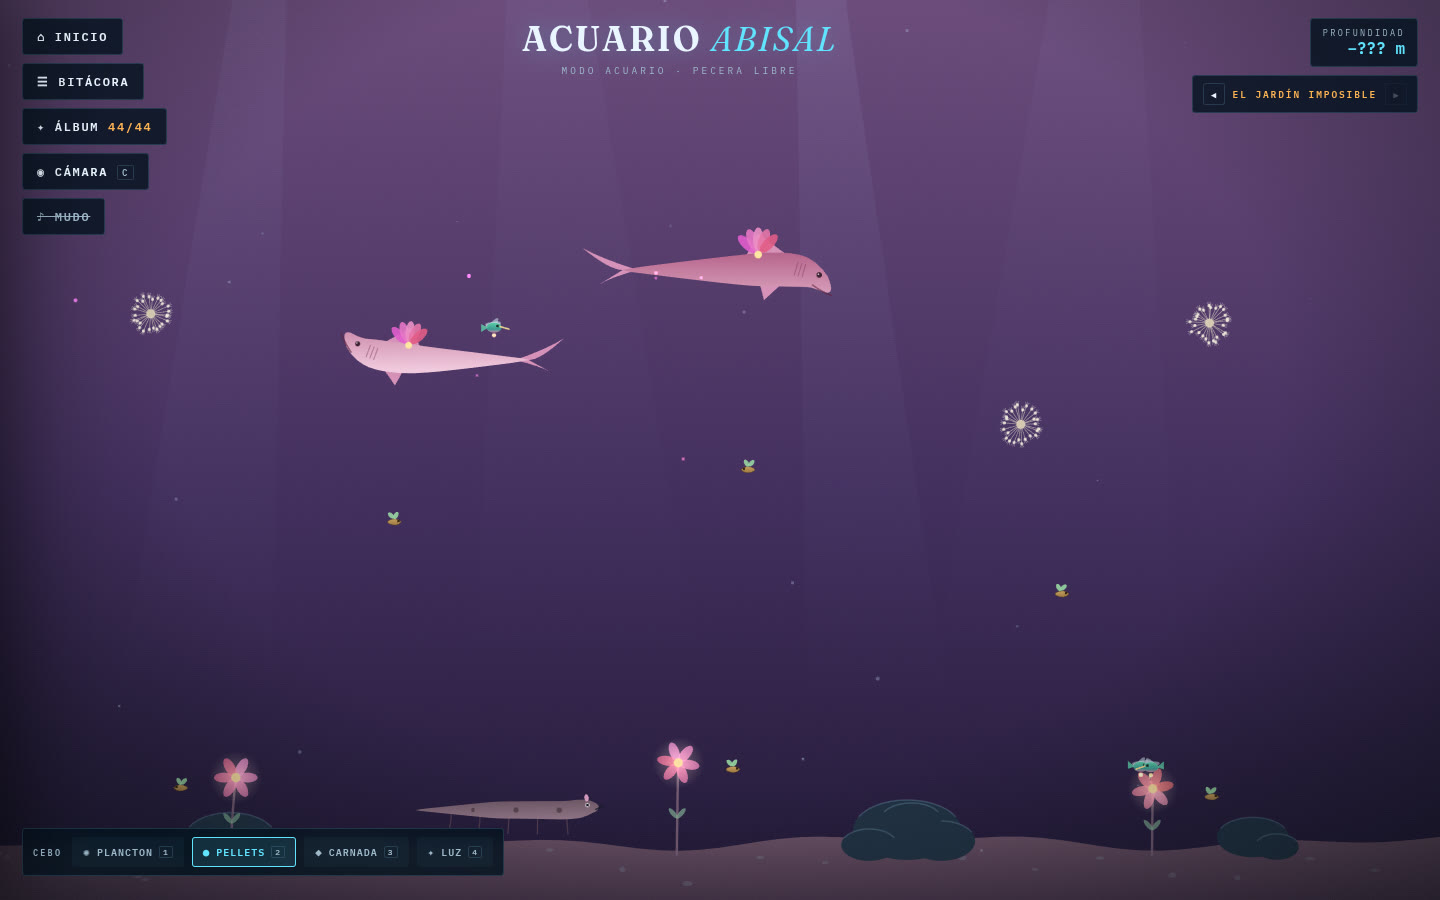 ⌂ INICIO
☰ BITÁCORA
✦ ÁLBUM 44/44
◉ CÁMARA C
♪ MUDO
ACUARIO ABISAL
MODO ACUARIO · PECERA LIBRE
PROFUNDIDAD
−??? m
◀ EL JARDÍN IMPOSIBLE ▶
CEBO ✺ PLANCTON 1 ● PELLETS 2 ◆ CARNADA 3 ✦ LUZ 4